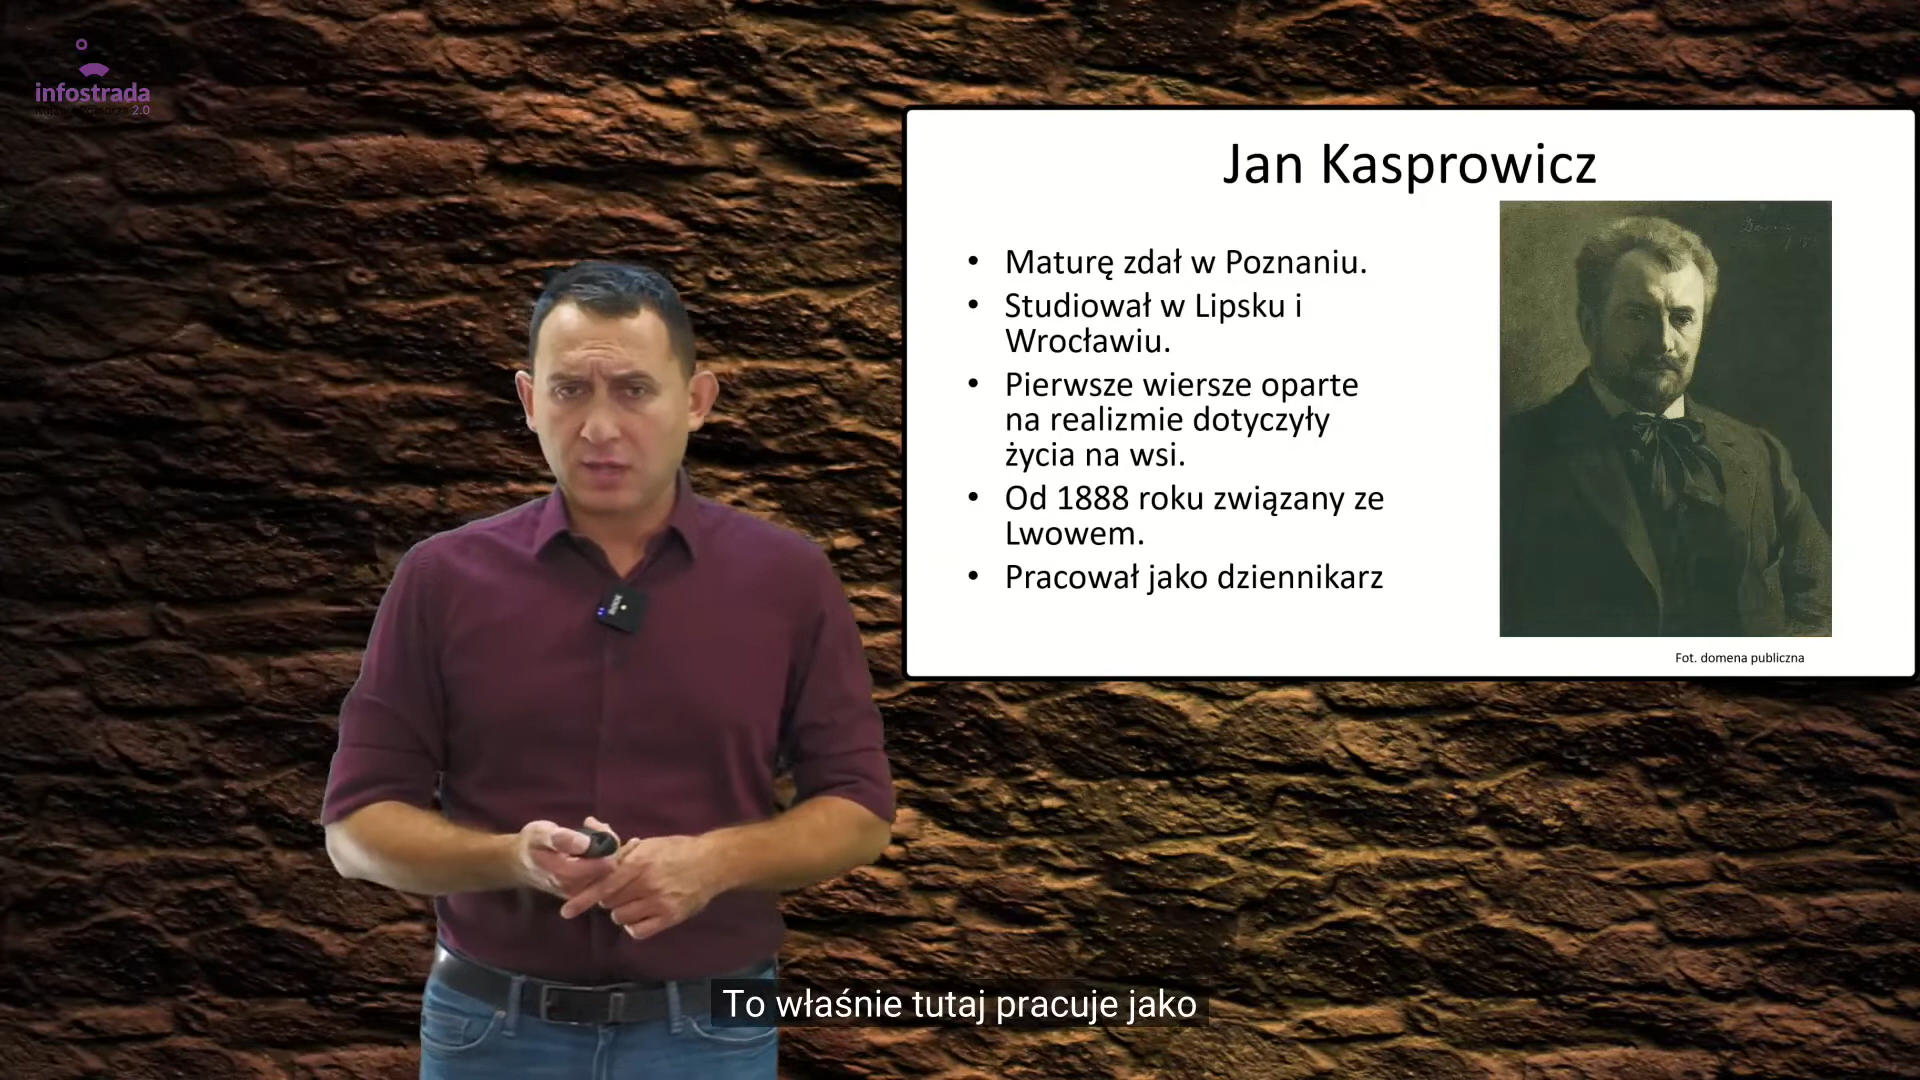 infostrada
2.0
Jan Kasprowicz
• Maturę zdał w Poznaniu.
• Studiował w Lipsku i
Wrocławiu.
• Pierwsze wiersze oparte
na realizmie dotyczyły
życia na wsi.
• Od 1888 roku związany ze
Lwowem.
• Pracował jako dziennikarz
Fot. domena publiczna
To właśnie tutaj pracuje jako